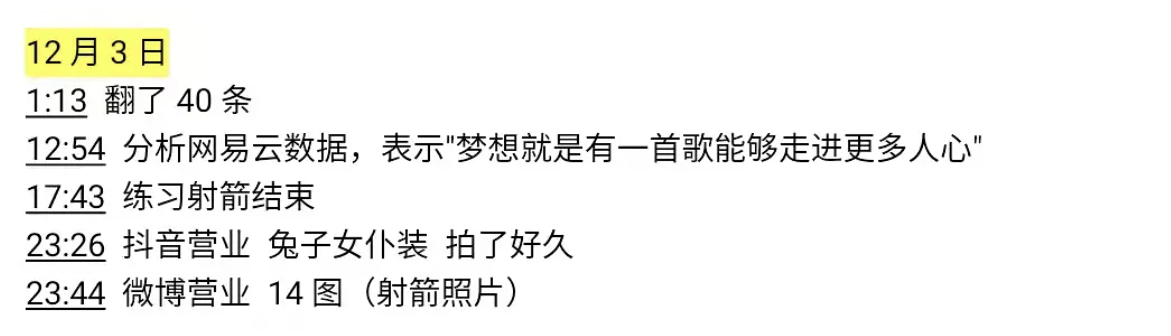 12 月 3 日
1:13 翻了 40 条
12:54 分析网易云数据，表示"梦想就是有一首歌能够走进更多人心"
17:43 练习射箭结束
23:26 抖音营业 兔子女仆装 拍了好久
23:44 微博营业 14 图（射箭照片）